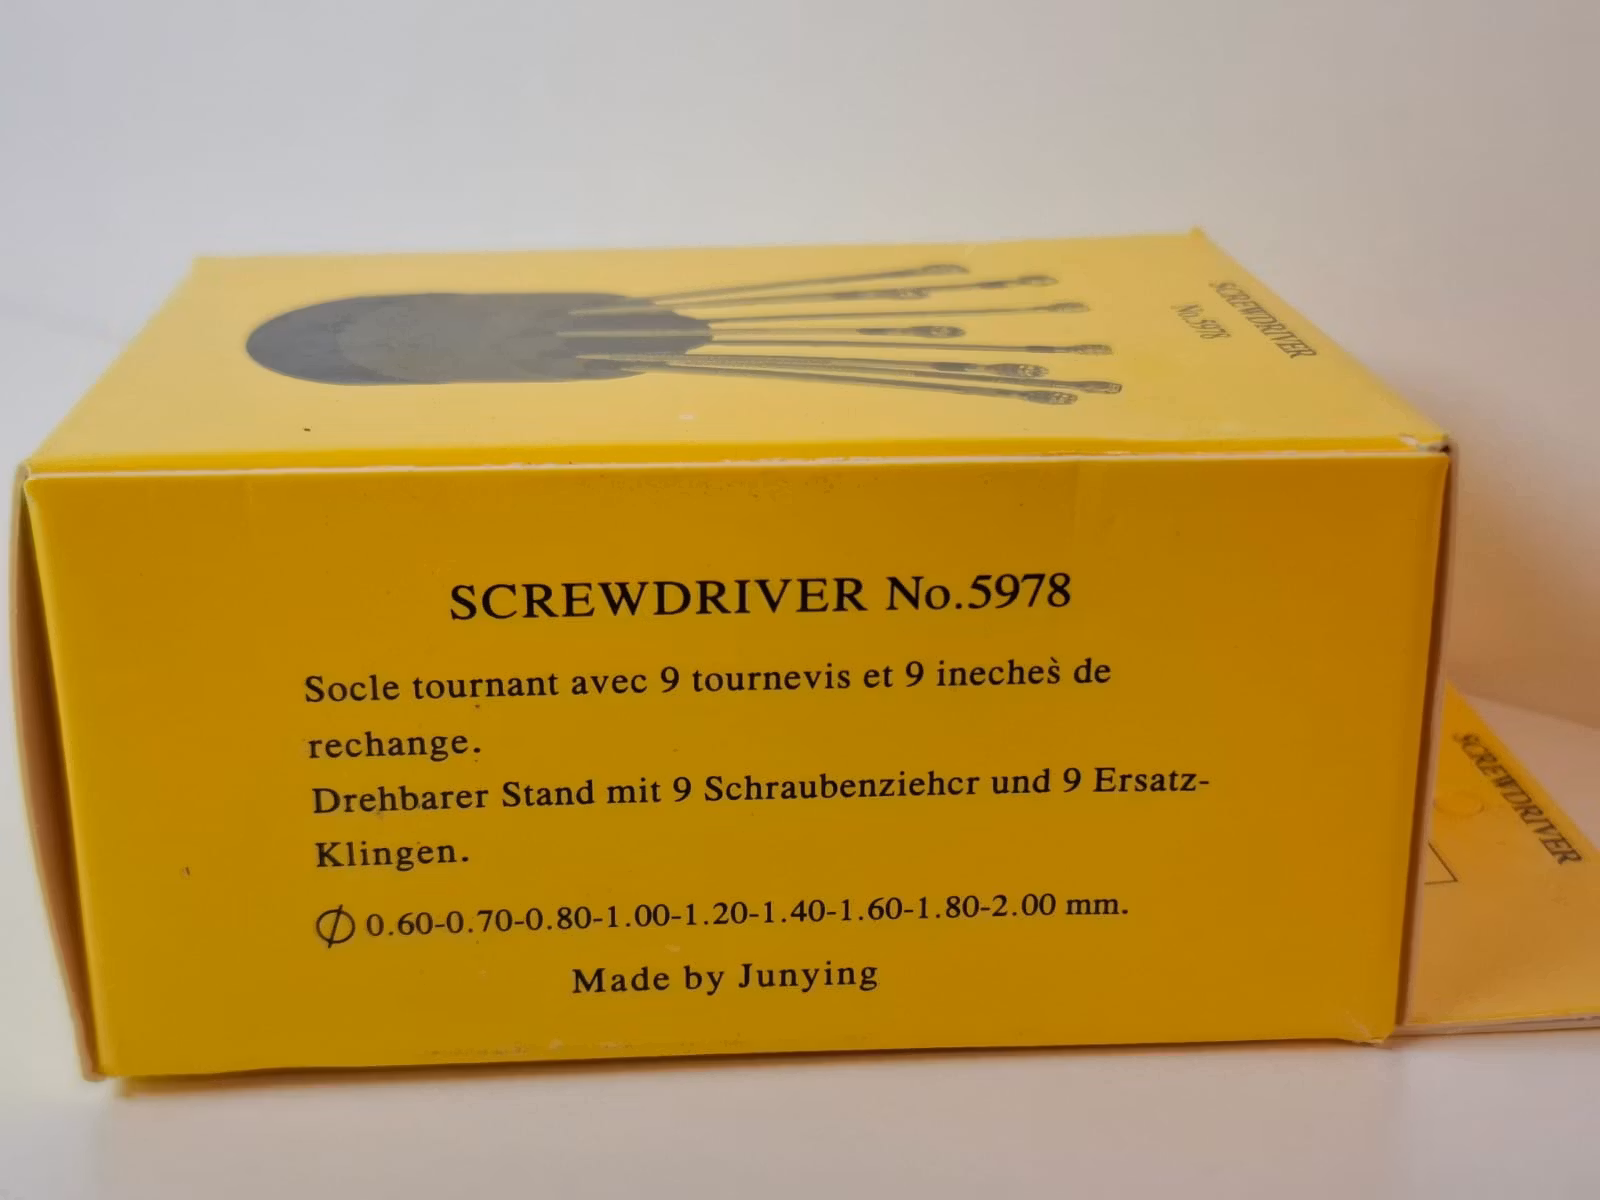 SCREWDRIVER
No.5978
SCREWDRIVER No.5978
Socle tournant avec 9 tournevis et 9 ineches̀ de
rechange.
Drehbarer Stand mit 9 Schraubenziehcr und 9 Ersatz-
Klingen.
∅ 0.60-0.70-0.80-1.00-1.20-1.40-1.60-1.80-2.00 mm.
Made by Junying
SCREWDRIVER